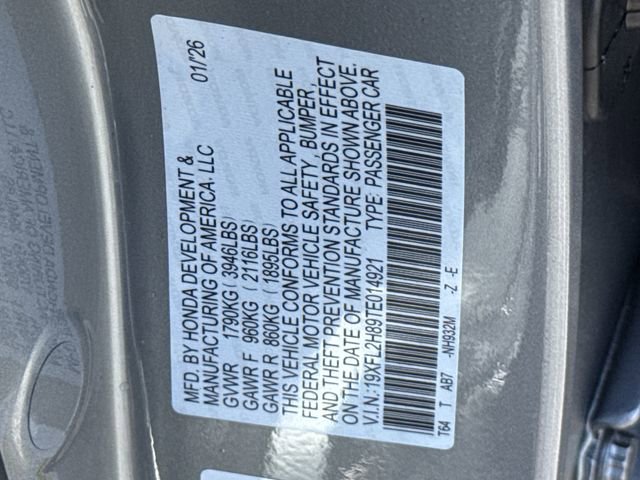 MFD. BY HONDA DEVELOPMENT & 01/'26
MANUFACTURING OF AMERICA, LLC
GVWR 1790KG ( 3946LBS)
GAWR F 960KG ( 2116LBS)
GAWR R 860KG ( 1895LBS)
THIS VEHICLE CONFORMS TO ALL APPLICABLE
FEDERAL MOTOR VEHICLE SAFETY, BUMPER,
AND THEFT PREVENTION STANDARDS IN EFFECT
ON THE DATE OF MANUFACTURE SHOWN ABOVE.
V.I.N.:19XFL2H89TE014921 TYPE: PASSENGER CAR
T64 T AB7 -NH932M -Z -E